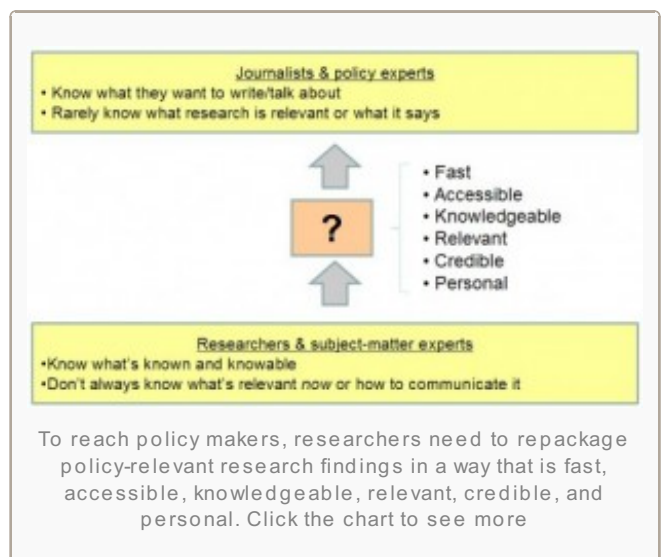 Journalists & policy experts
• Know what they want to write/talk about
• Rarely know what research is relevant or what it says
• Fast
• Accessible
• Knowledgeable
?
• Relevant
• Credible
• Personal
Researchers & subject-matter experts
•Know what's known and knowable
•Don't always know what's relevant now or how to communicate it
To reach policy makers, researchers need to repackage
policy-relevant research findings in a way that is fast,
accessible, knowledgeable, relevant, credible, and
personal. Click the chart to see more